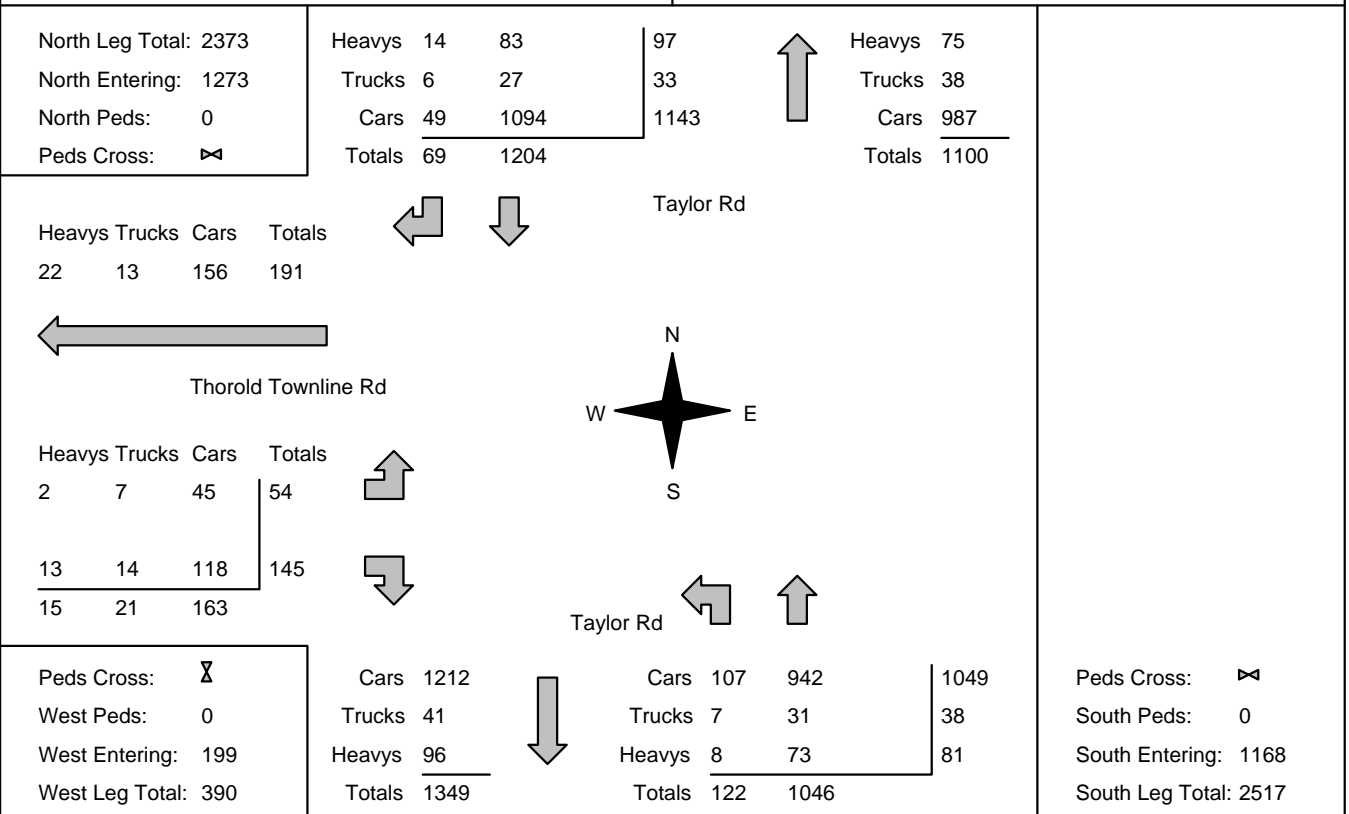 North Leg Total: 2373
North Entering: 1273
North Peds: 0
Peds Cross:
Heavys 14 83 97
Trucks 6 27 33
Cars 49 1094 1143
Totals 69 1204
Heavys 75
Trucks 38
Cars 987
Totals 1100
Taylor Rd
Heavys Trucks Cars Totals
22 13 156 191
Thorold Townline Rd
N
W E
S
Heavys Trucks Cars Totals
2 7 45 54
13 14 118 145
15 21 163
Taylor Rd
Peds Cross:
West Peds: 0
West Entering: 199
West Leg Total: 390
Cars 1212
Trucks 41
Heavys 96
Totals 1349
Cars 107 942 1049
Trucks 7 31 38
Heavys 8 73 81
Totals 122 1046
Peds Cross:
South Peds: 0
South Entering: 1168
South Leg Total: 2517